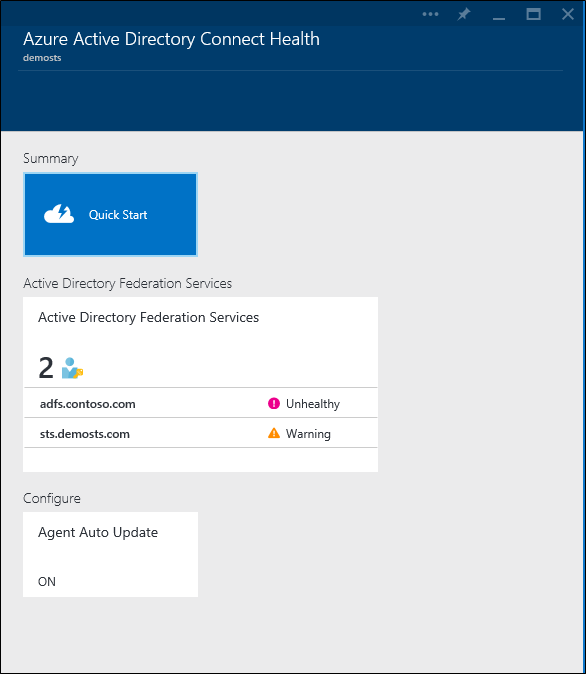 Azure Active Directory Connect Health
demosts
Summary
Quick Start
Active Directory Federation Services
Active Directory Federation Services
2
adfs.contoso.com Unhealthy
sts.demosts.com Warning
Configure
Agent Auto Update
ON